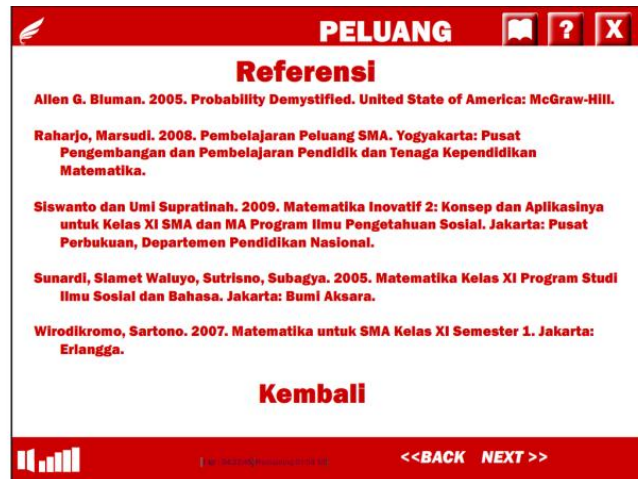 PELUANG ? X
Referensi
Allen G. Bluman. 2005. Probability Demystified. United State of America: McGraw-Hill.
Raharjo, Marsudi. 2008. Pembelajaran Peluang SMA. Yogyakarta: Pusat
Pengembangan dan Pembelajaran Pendidik dan Tenaga Kependidikan
Matematika.
Siswanto dan Umi Supratinah. 2009. Matematika Inovatif 2: Konsep dan Aplikasinya
untuk Kelas XI SMA dan MA Program Ilmu Pengetahuan Sosial. Jakarta: Pusat
Perbukuan, Departemen Pendidikan Nasional.
Sunardi, Slamet Waluyo, Sutrisno, Subagya. 2005. Matematika Kelas XI Program Studi
Ilmu Sosial dan Bahasa. Jakarta: Bumi Aksara.
Wirodikromo, Sartono. 2007. Matematika untuk SMA Kelas XI Semester 1. Jakarta:
Erlangga.
Kembali
<<BACK NEXT >>